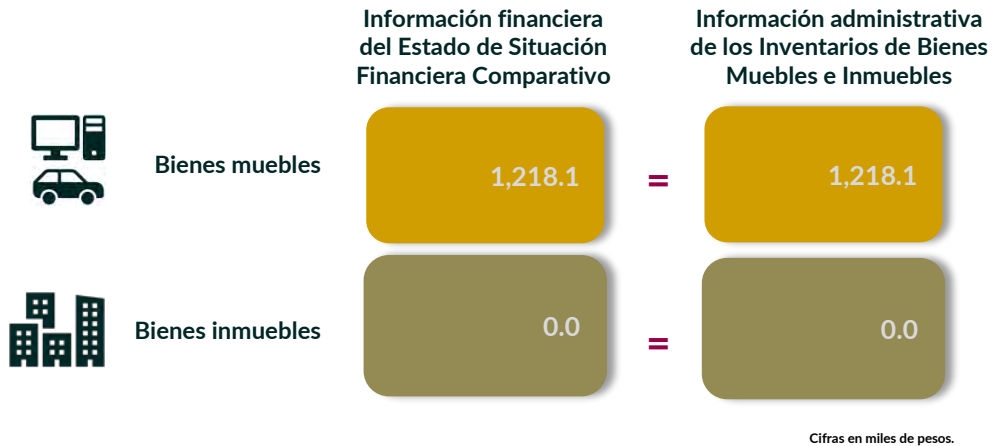 Información financiera
del Estado de Situación
Financiera Comparativo
Información administrativa
de los Inventarios de Bienes
Muebles e Inmuebles
Bienes muebles
1,218.1
=
1,218.1
Bienes inmuebles
0.0
=
0.0
Cifras en miles de pesos.